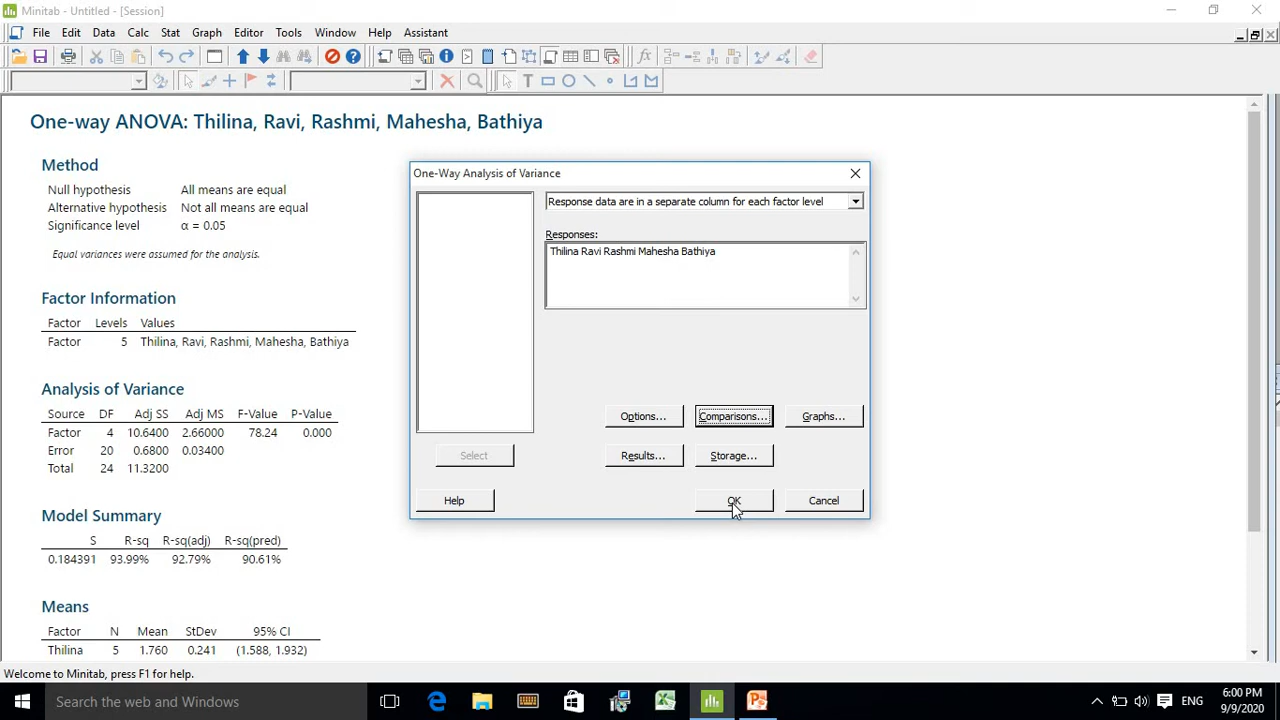 Minitab - Untitled - [Session]
File Edit Data Calc Stat Graph Editor Tools Window Help Assistant
One-way ANOVA: Thilina, Ravi, Rashmi, Mahesha, Bathiya
Method
Null hypothesis All means are equal
Alternative hypothesis Not all means are equal
Significance level α = 0.05
Equal variances were assumed for the analysis.
Factor Information
Factor Levels Values
Factor 5 Thilina, Ravi, Rashmi, Mahesha, Bathiya
Analysis of Variance
Source DF Adj SS Adj MS F-Value P-Value
Factor 4 10.6400 2.66000 78.24 0.000
Error 20 0.6800 0.03400
Total 24 11.3200
Model Summary
S R-sq R-sq(adj) R-sq(pred)
0.184391 93.99% 92.79% 90.61%
Means
Factor N Mean StDev 95% CI
Thilina 5 1.760 0.241 (1.588, 1.932)
One-Way Analysis of Variance
Response data are in a separate column for each factor level
Responses:
Thilina Ravi Rashmi Mahesha Bathiya
Options... Comparisons... Graphs...
Select Results... Storage...
Help OK Cancel
Welcome to Minitab, press F1 for help.
Search the web and Windows
ENG
6:00 PM
9/9/2020